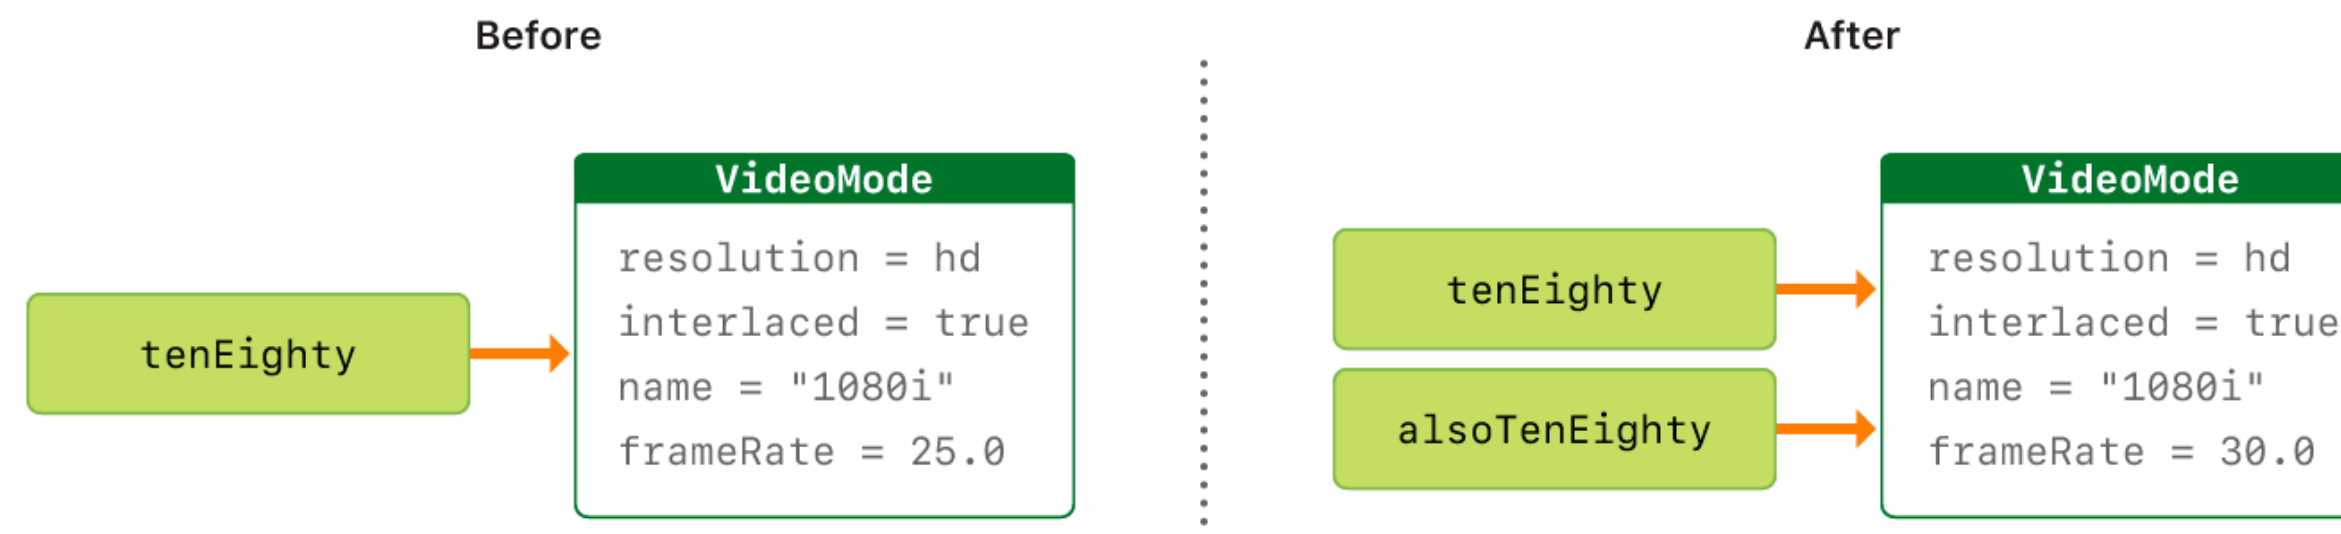 Before
tenEighty
VideoMode
resolution = hd
interlaced = true
name = "1080i"
frameRate = 25.0
After
tenEighty
alsoTenEighty
VideoMode
resolution = hd
interlaced = true
name = "1080i"
frameRate = 30.0